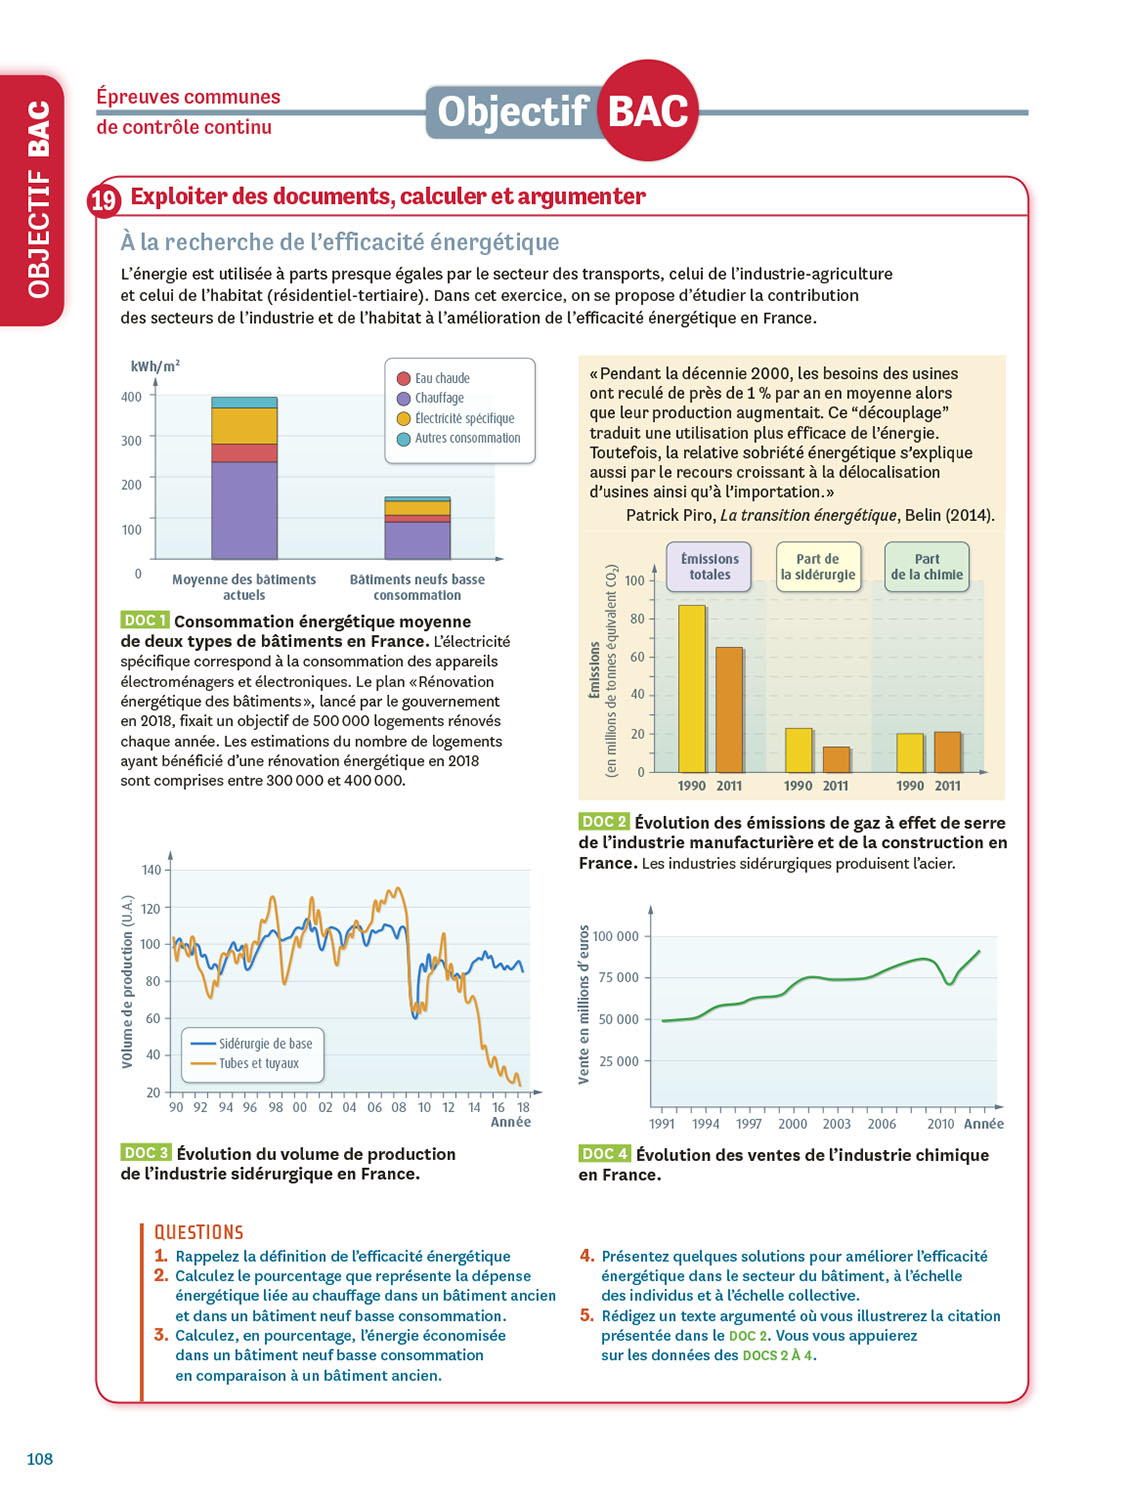 OBJECTIF BAC
Épreuves communes
de contrôle continu
Objectif BAC
19 Exploiter des documents, calculer et argumenter
À la recherche de l'efficacité énergétique
L'énergie est utilisée à parts presque égales par le secteur des transports, celui de l'industrie-agriculture
et celui de l'habitat (résidentiel-tertiaire). Dans cet exercice, on se propose d'étudier la contribution
des secteurs de l'industrie et de l'habitat à l'amélioration de l'efficacité énergétique en France.
kWh/m²
400
300
200
100
0
Eau chaude
Chauffage
Électricité spécifique
Autres consommation
Moyenne des bâtiments
actuels
Bâtiments neufs basse
consommation
DOC 1 Consommation énergétique moyenne
de deux types de bâtiments en France. L'électricité
spécifique correspond à la consommation des appareils
électroménagers et électroniques. Le plan « Rénovation
énergétique des bâtiments », lancé par le gouvernement
en 2018, fixait un objectif de 500 000 logements rénovés
chaque année. Les estimations du nombre de logements
ayant bénéficié d'une rénovation énergétique en 2018
sont comprises entre 300 000 et 400 000.
« Pendant la décennie 2000, les besoins des usines
ont reculé de près de 1 % par an en moyenne alors
que leur production augmentait. Ce “découplage”
traduit une utilisation plus efficace de l'énergie.
Toutefois, la relative sobriété énergétique s'explique
aussi par le recours croissant à la délocalisation
d'usines ainsi qu'à l'importation. »
Patrick Piro, La transition énergétique, Belin (2014).
Émissions
totales
Part de
la sidérurgie
Part
de la chimie
Émissions
(en millions de tonnes équivalent CO₂)
100
80
60
40
20
0
1990 2011 1990 2011 1990 2011
DOC 2 Évolution des émissions de gaz à effet de serre
de l'industrie manufacturière et de la construction en
France. Les industries sidérurgiques produisent l'acier.
Volume de production (U.A.)
140
120
100
80
60
40
20
Sidérurgie de base
Tubes et tuyaux
90 92 94 96 98 00 02 04 06 08 10 12 14 16 18
Année
DOC 3 Évolution du volume de production
de l'industrie sidérurgique en France.
Vente en millions d'euros
100 000
75 000
50 000
25 000
1991 1994 1997 2000 2003 2006 2010 Année
DOC 4 Évolution des ventes de l'industrie chimique
en France.
QUESTIONS
1. Rappelez la définition de l'efficacité énergétique
2. Calculez le pourcentage que représente la dépense
énergétique liée au chauffage dans un bâtiment ancien
et dans un bâtiment neuf basse consommation.
3. Calculez, en pourcentage, l'énergie économisée
dans un bâtiment neuf basse consommation
en comparaison à un bâtiment ancien.
4. Présentez quelques solutions pour améliorer l'efficacité
énergétique dans le secteur du bâtiment, à l'échelle
des individus et à l'échelle collective.
5. Rédigez un texte argumenté où vous illustrerez la citation
présentée dans le DOC 2. Vous vous appuierez
sur les données des DOCS 2 À 4.
108